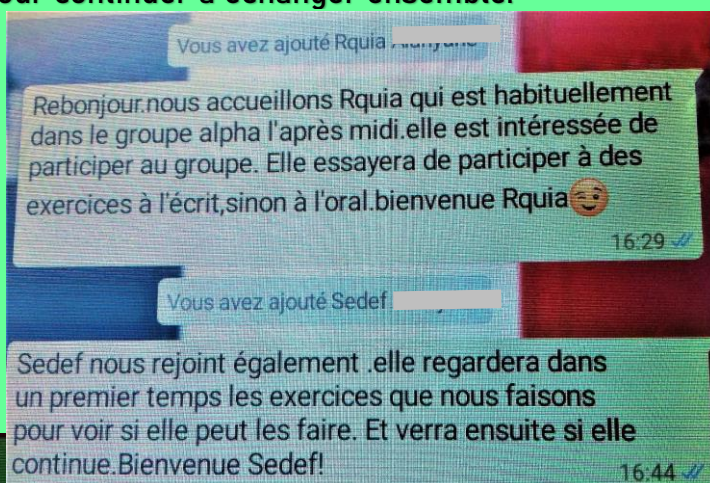 Vous avez ajouté Rquia
Rebonjour.nous accueillons Rquia qui est habituellement
dans le groupe alpha l'après midi.elle est intéressée de
participer au groupe. Elle essayera de participer à des
exercices à l'écrit,sinon à l'oral.bienvenue Rquia😉
16:29
Vous avez ajouté Sedef
Sedef nous rejoint également .elle regardera dans
un premier temps les exercices que nous faisons
pour voir si elle peut les faire. Et verra ensuite si elle
continue.Bienvenue Sedef!
16:44